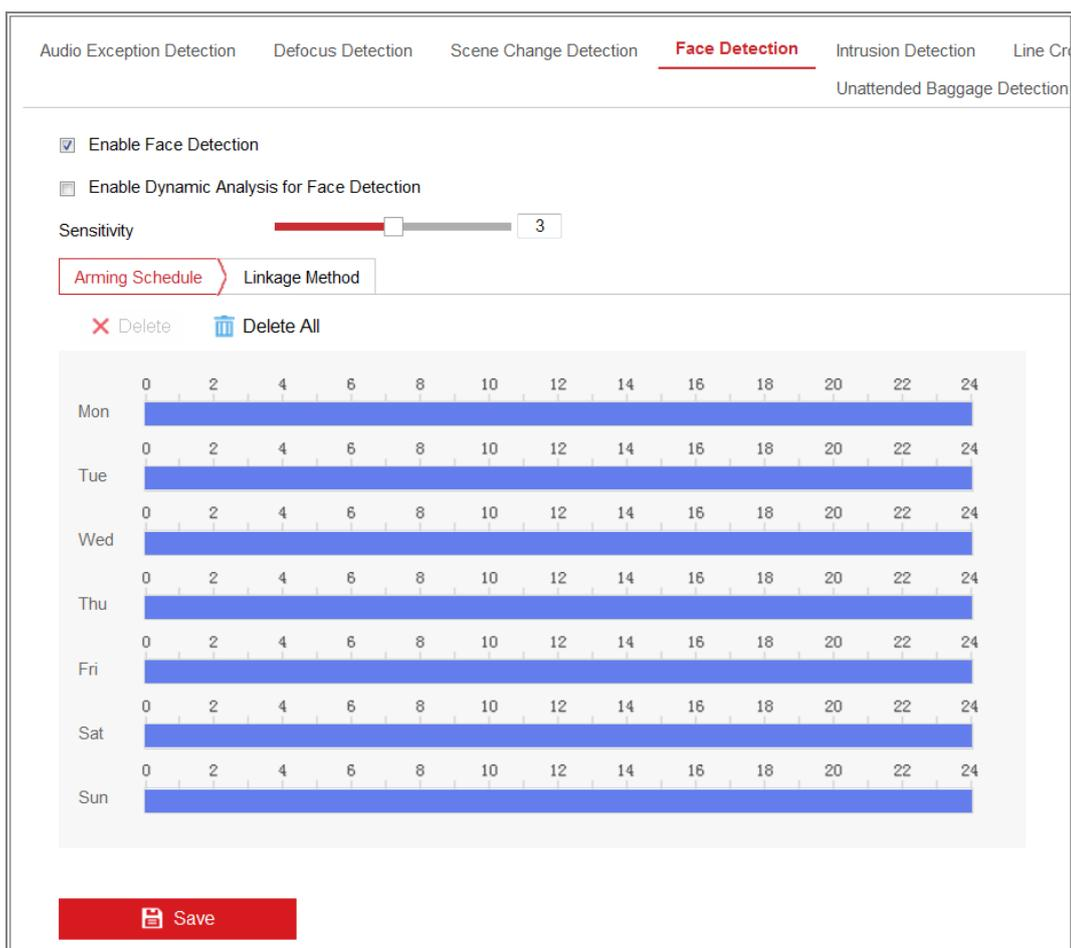 Audio Exception Detection Defocus Detection Scene Change Detection Face Detection Intrusion Detection Line Cro
Unattended Baggage Detection
Enable Face Detection
Enable Dynamic Analysis for Face Detection
Sensitivity 3
Arming Schedule Linkage Method
Delete Delete All
0 2 4 6 8 10 12 14 16 18 20 22 24
Mon
0 2 4 6 8 10 12 14 16 18 20 22 24
Tue
0 2 4 6 8 10 12 14 16 18 20 22 24
Wed
0 2 4 6 8 10 12 14 16 18 20 22 24
Thu
0 2 4 6 8 10 12 14 16 18 20 22 24
Fri
0 2 4 6 8 10 12 14 16 18 20 22 24
Sat
0 2 4 6 8 10 12 14 16 18 20 22 24
Sun
Save